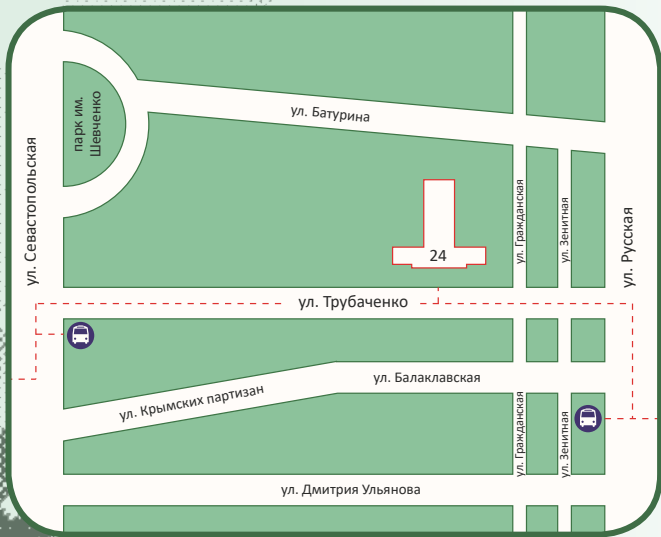 ул. Батурина
парк им.
Шевченко
ул. Севастопольская
ул. Гражданская
ул. Зенитная
ул. Русская
24
ул. Трубаченко
ул. Балаклавская
ул. Крымских партизан
ул. Гражданская
ул. Зенитная
ул. Дмитрия Ульянова